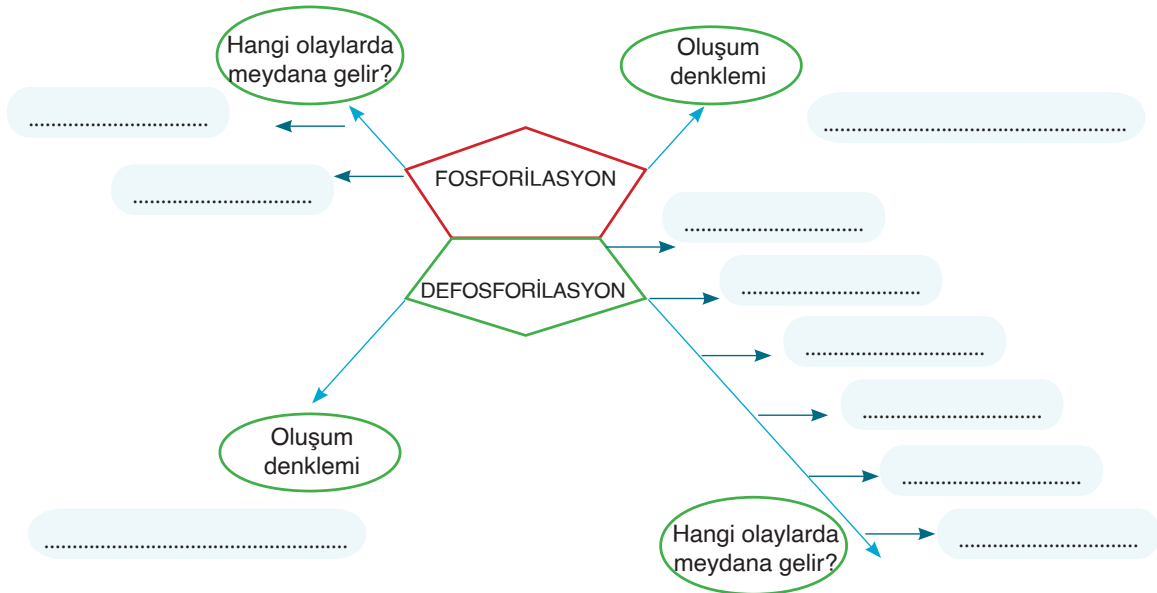 Hangi olaylarda
meydana gelir?
Oluşum
denklemi
...............................
.....................................................
...............................
FOSFORİLASYON
...............................
DEFOSFORİLASYON
...............................
...............................
...............................
Oluşum
denklemi
...............................
.....................................................
Hangi olaylarda
meydana gelir?
...............................